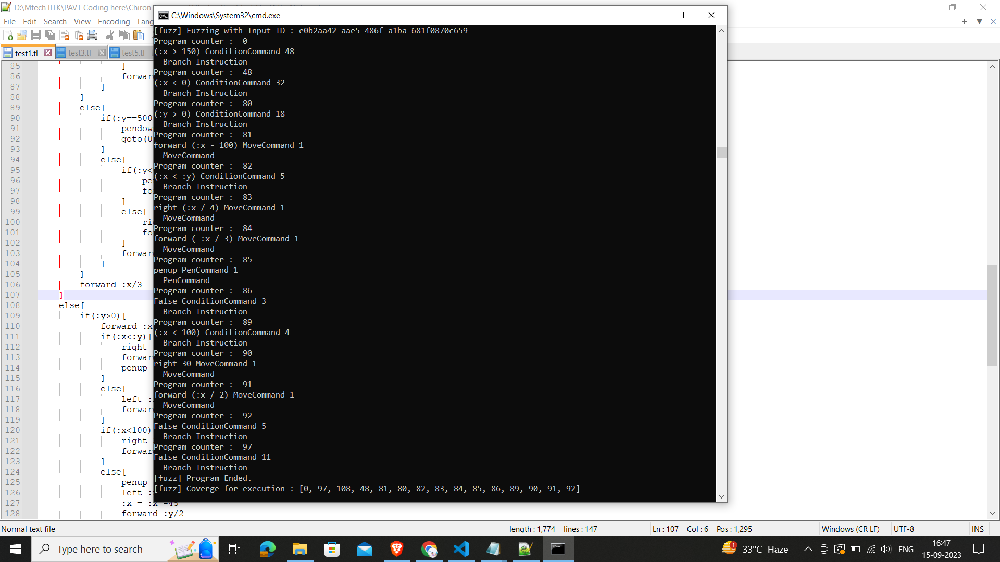 D:\Mtech IITK\PAVT Coding here\Chiron-
File Edit Search View Encoding
test1.tl test3.tl test5.tl
85 ]
86 forwar
87 ]
88 ]
89 else[
90 if(:y==500
91
92 goto(0
93 ]
94 else[
95 if(:y<
96
97 fo
98 ]
99 else[
100
101 fo
102 ]
103 forwar
104 ]
105 ]
106 forward :x/3
107 ]
108 else[
109 if(:y>0)[
110 forward :x
111 if(:x<:y)[
112 right
113 forwar
114 penup
115 ]
116 else[
117 left :
118 forwar
119 ]
120 if(:x<100)
121 right
122 forwar
123 ]
124 else[
125 penup
126 left :
127 :x = :x -45
128 forward :y/2
C:\Windows\System32\cmd.exe
[fuzz] Fuzzing with Input ID : e0b2aa42-aae5-486f-a1ba-681f0870c659
Program counter :  0
(:x > 150) ConditionCommand 48
  Branch Instruction
Program counter :  48
(:x < 0) ConditionCommand 32
  Branch Instruction
Program counter :  80
(:y > 0) ConditionCommand 18
  Branch Instruction
Program counter :  81
forward (:x - 100) MoveCommand 1
  MoveCommand
Program counter :  82
(:x < :y) ConditionCommand 5
  Branch Instruction
Program counter :  83
right (:x / 4) MoveCommand 1
  MoveCommand
Program counter :  84
forward (-:x / 3) MoveCommand 1
  MoveCommand
Program counter :  85
penup PenCommand 1
  PenCommand
Program counter :  86
False ConditionCommand 3
  Branch Instruction
Program counter :  89
(:x < 100) ConditionCommand 4
  Branch Instruction
Program counter :  90
right 30 MoveCommand 1
  MoveCommand
Program counter :  91
forward (:x / 2) MoveCommand 1
  MoveCommand
Program counter :  92
False ConditionCommand 5
  Branch Instruction
Program counter :  97
False ConditionCommand 11
  Branch Instruction
[fuzz] Program Ended.
[fuzz] Coverge for execution : [0, 97, 108, 48, 81, 80, 82, 83, 84, 85, 86, 89, 90, 91, 92]
Normal text file length : 1,774 lines : 147 Ln : 107 Col : 6 Pos : 1,295 Windows (CR LF) UTF-8 INS
Type here to search 1 33°C Haze ENG 16:47
15-09-2023